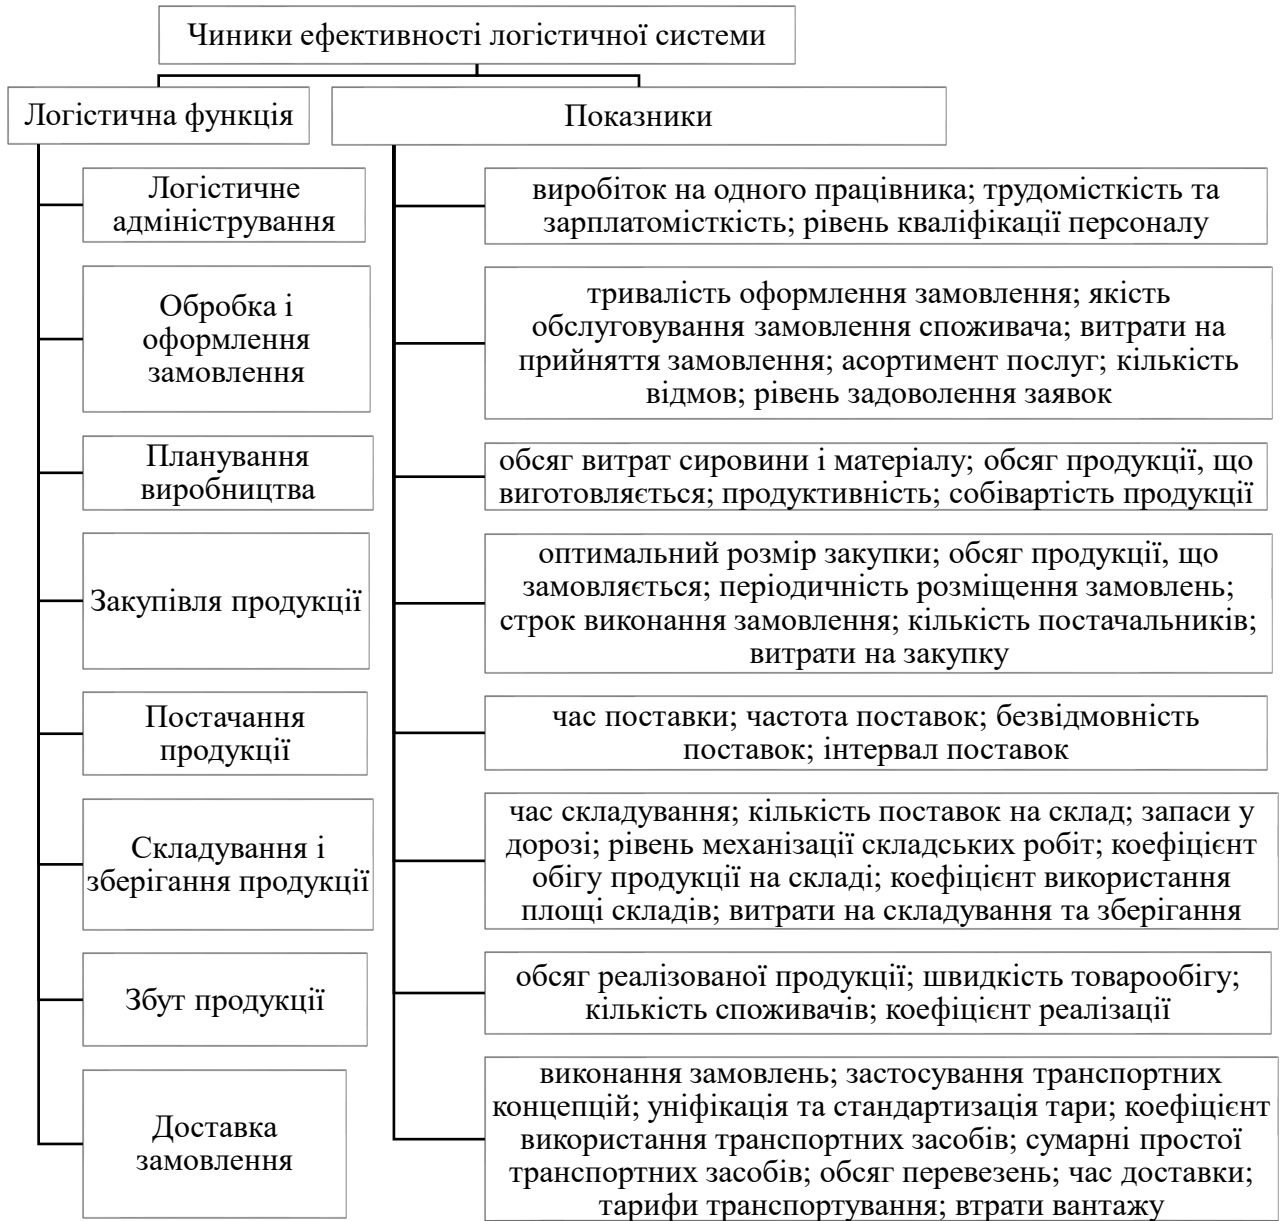 Чиники ефективності логістичної системи
Логістична функція
Показники
Логістичне
адміністрування
виробіток на одного працівника; трудомісткість та
зарплатомісткість; рівень кваліфікації персоналу
Обробка і
оформлення
замовлення
тривалість оформлення замовлення; якість
обслуговування замовлення споживача; витрати на
прийняття замовлення; асортимент послуг; кількість
відмов; рівень задоволення заявок
Планування
виробництва
обсяг витрат сировини і матеріалу; обсяг продукції, що
виготовляється; продуктивність; собівартість продукції
Закупівля продукції
оптимальний розмір закупки; обсяг продукції, що
замовляється; періодичність розміщення замовлень;
строк виконання замовлення; кількість постачальників;
витрати на закупку
Постачання
продукції
час поставки; частота поставок; безвідмовність
поставок; інтервал поставок
Складування і
зберігання продукції
час складування; кількість поставок на склад; запаси у
дорозі; рівень механізації складських робіт; коефіцієнт
обігу продукції на складі; коефіцієнт використання
площі складів; витрати на складування та зберігання
Збут продукції
обсяг реалізованої продукції; швидкість товарообігу;
кількість споживачів; коефіцієнт реалізації
Доставка
замовлення
виконання замовлень; застосування транспортних
концепцій; уніфікація та стандартизація тари; коефіцієнт
використання транспортних засобів; сумарні простої
транспортних засобів; обсяг перевезень; час доставки;
тарифи транспортування; втрати вантажу